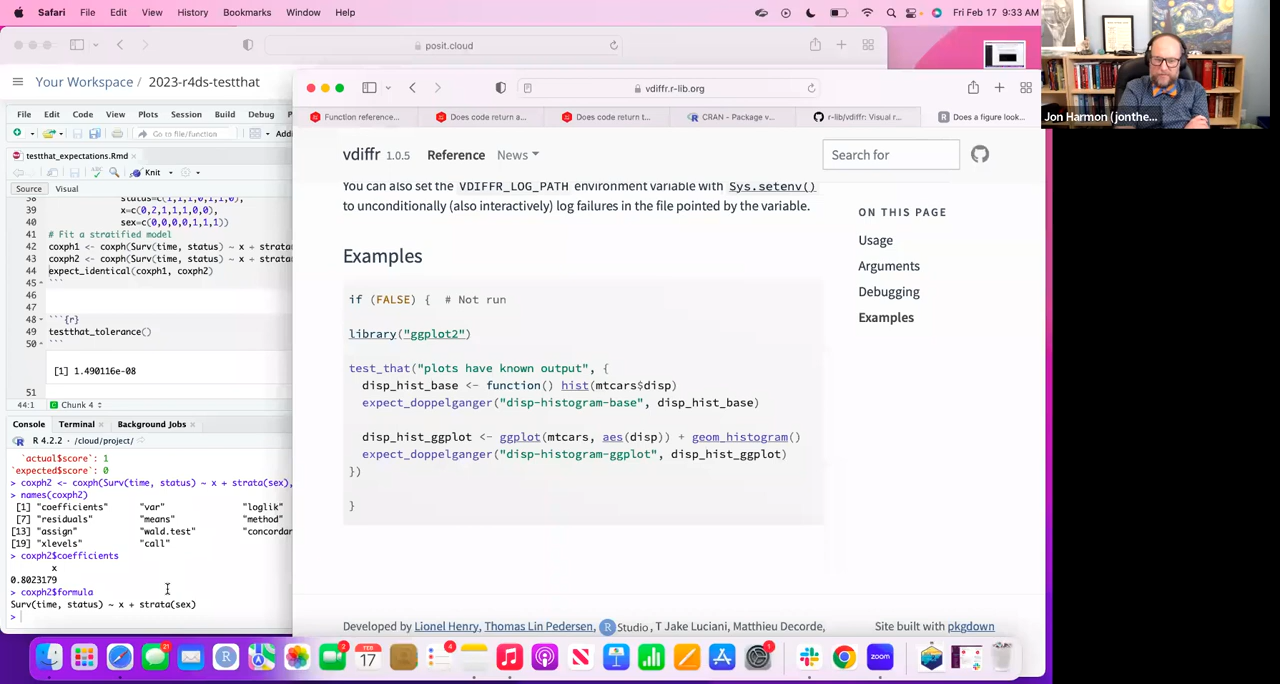 Safari File Edit View History Bookmarks Window Help Fri Feb 17 9:33 AM
posit.cloud
Your Workspace / 2023-r4ds-testthat
File Edit Code View Plots Session Build Debug
Go to file/function
testthat_expectations.Rmd
Knit
Source Visual
38 status=c(1,1,1,0,1,1,0),
39 x=c(0,2,1,1,1,0,0),
40 sex=c(0,0,0,0,1,1,1))
41 # Fit a stratified model
42 coxph1 <- coxph(Surv(time, status) ~ x + strata
43 coxph2 <- coxph(Surv(time, status) ~ x + strata
44 expect_identical(coxph1, coxph2)
45 ```
46
47
48 ```{r}
49 testthat_tolerance()
50 ```
[1] 1.490116e-08
51
44:1 Chunk 4
Console Terminal Background Jobs
R 4.2.2 · /cloud/project/
`actual$score`: 1
`expected$score`: 0
> coxph2 <- coxph(Surv(time, status) ~ x + strata(sex),
> names(coxph2)
[1] "coefficients" "var" "loglik"
[7] "residuals" "means" "method"
[13] "assign" "wald.test" "concordan
[19] "xlevels" "call"
> coxph2$coefficients
x
0.8023179
> coxph2$formula
Surv(time, status) ~ x + strata(sex)
>
vdiffr.r-lib.org
Function reference... Does code return a... Does code return t... CRAN - Package v... r-lib/vdiffr: Visual r... Does a figure look...
vdiffr 1.0.5 Reference News Search for
You can also set the VDIFFR_LOG_PATH environment variable with Sys.setenv()
to unconditionally (also interactively) log failures in the file pointed by the variable.
Examples
if (FALSE) { # Not run
library("ggplot2")
test_that("plots have known output", {
disp_hist_base <- function() hist(mtcars$disp)
expect_doppelganger("disp-histogram-base", disp_hist_base)
disp_hist_ggplot <- ggplot(mtcars, aes(disp)) + geom_histogram()
expect_doppelganger("disp-histogram-ggplot", disp_hist_ggplot)
})
}
ON THIS PAGE
Usage
Arguments
Debugging
Examples
Developed by Lionel Henry, Thomas Lin Pedersen, R Studio, T Jake Luciani, Matthieu Decorde,
Site built with pkgdown
Jon Harmon (jonthe...
21
FEB
17
2
4
zoom
1